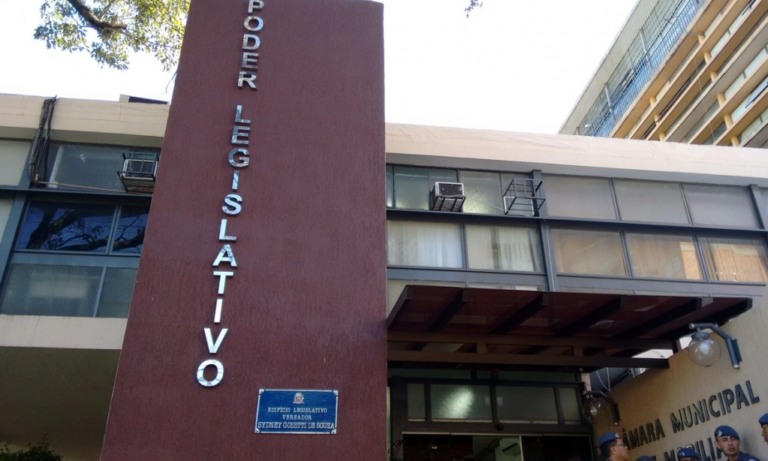 PODER LEGISLATIVO
EDIFÍCIO LEGISLATIVO
VEREADOR
SYDNEY GOBETTI DE SOUZA
CÂMARA MUNICIPAL